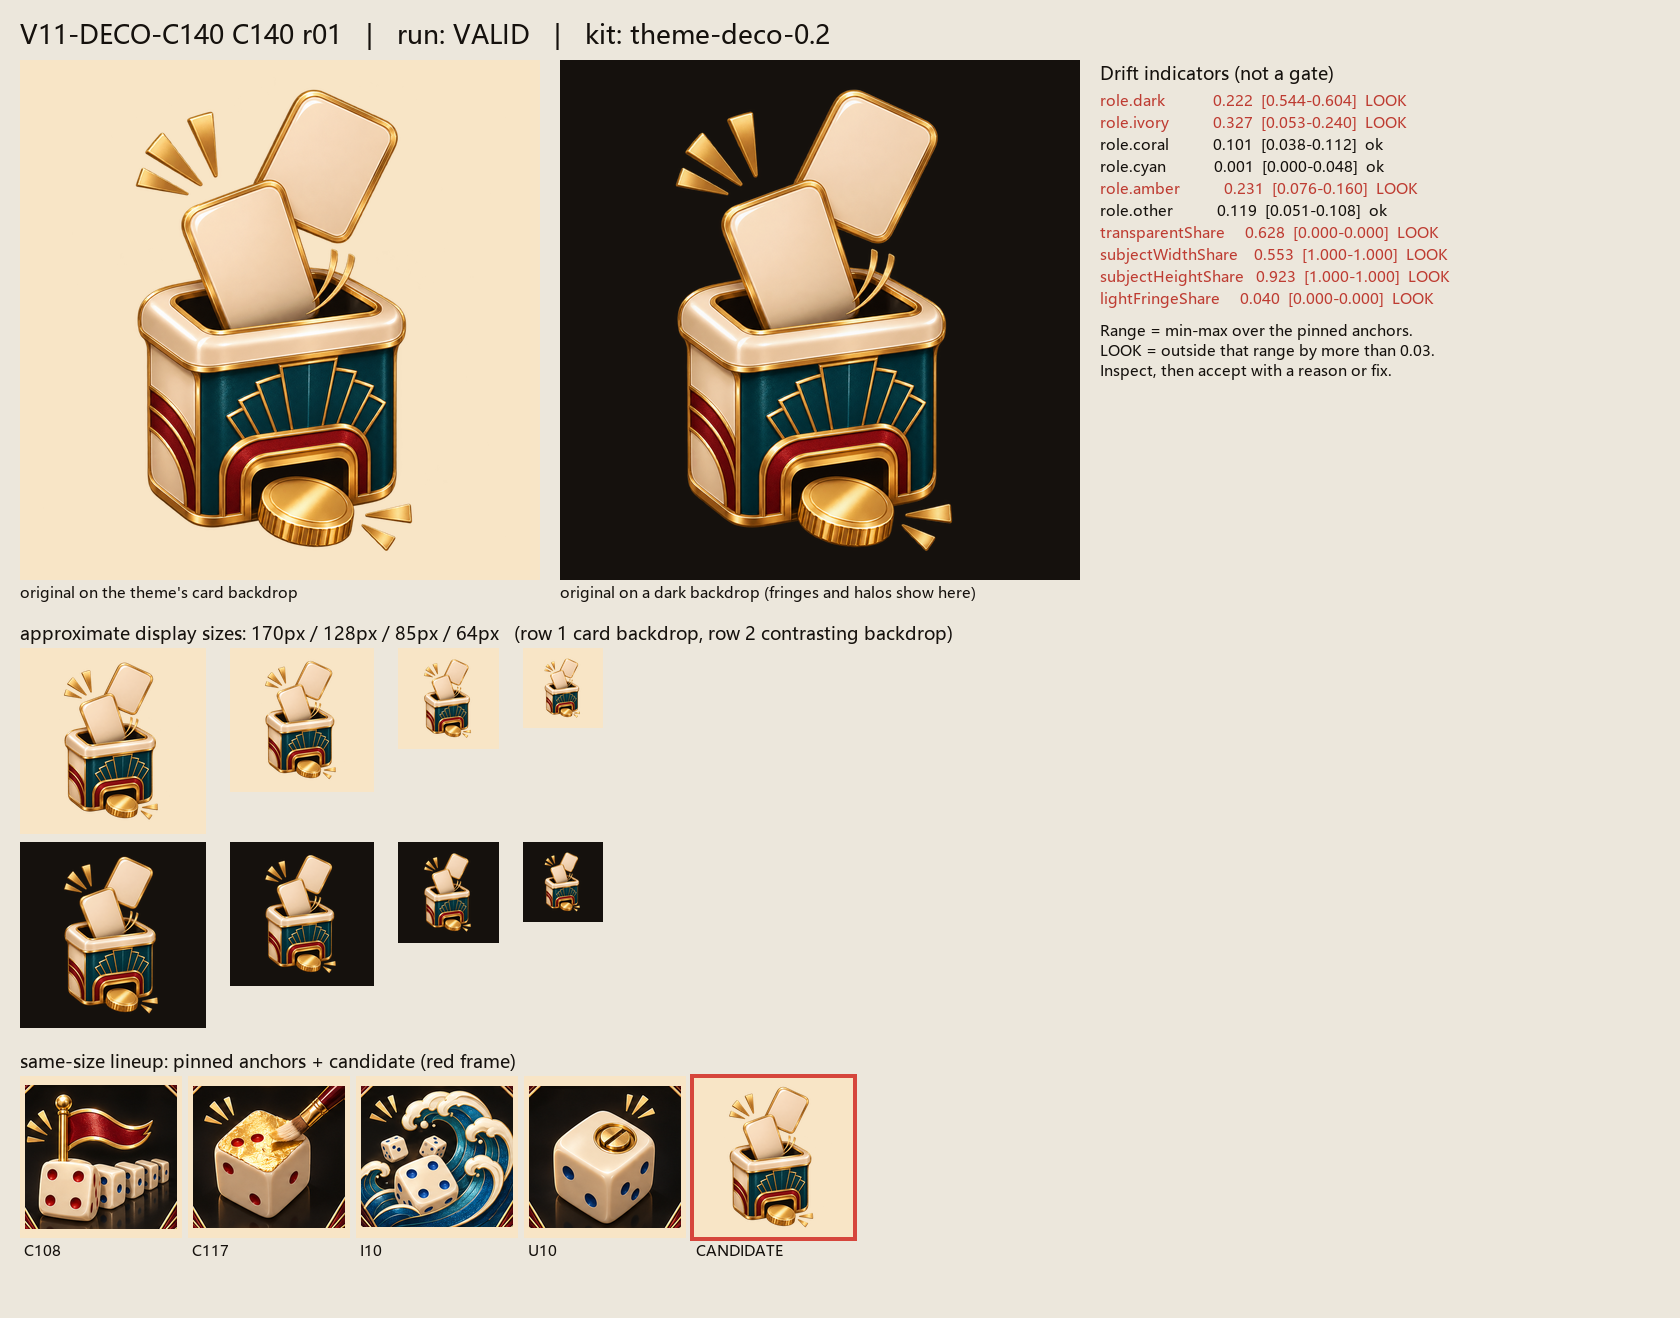 V11-DECO-C140 C140 r01 | run: VALID | kit: theme-deco-0.2
Drift indicators (not a gate)
role.dark 0.222 [0.544-0.604] LOOK
role.ivory 0.327 [0.053-0.240] LOOK
role.coral 0.101 [0.038-0.112] ok
role.cyan 0.001 [0.000-0.048] ok
role.amber 0.231 [0.076-0.160] LOOK
role.other 0.119 [0.051-0.108] ok
transparentShare 0.628 [0.000-0.000] LOOK
subjectWidthShare 0.553 [1.000-1.000] LOOK
subjectHeightShare 0.923 [1.000-1.000] LOOK
lightFringeShare 0.040 [0.000-0.000] LOOK
Range = min-max over the pinned anchors.
LOOK = outside that range by more than 0.03.
Inspect, then accept with a reason or fix.
original on the theme's card backdrop
original on a dark backdrop (fringes and halos show here)
approximate display sizes: 170px / 128px / 85px / 64px (row 1 card backdrop, row 2 contrasting backdrop)
same-size lineup: pinned anchors + candidate (red frame)
C108
C117
I10
U10
CANDIDATE